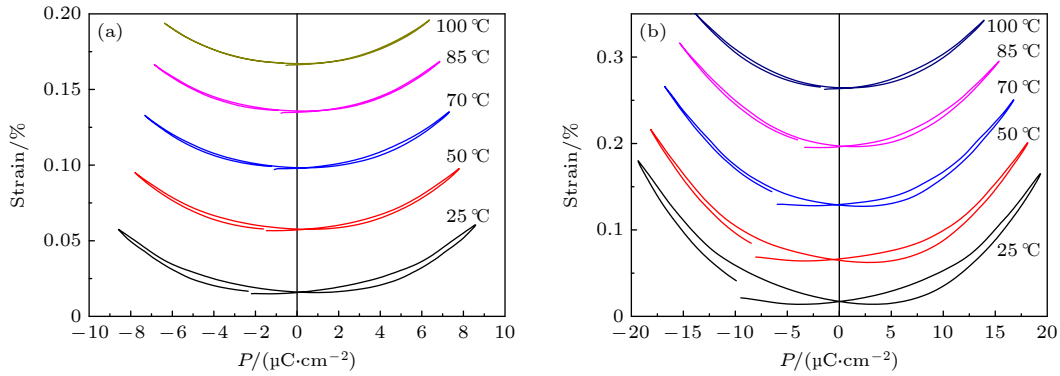 (a)
100 ℃
85 ℃
70 ℃
50 ℃
25 ℃
0.20
0.15
0.10
0.05
0
Strain/%
−10 −8 −6 −4 −2 0 2 4 6 8 10
P/(µC·cm−2)
(b)
100 ℃
85 ℃
70 ℃
50 ℃
25 ℃
0.3
0.2
0.1
0
Strain/%
−20 −15 −10 −5 0 5 10 15 20
P/(µC·cm−2)